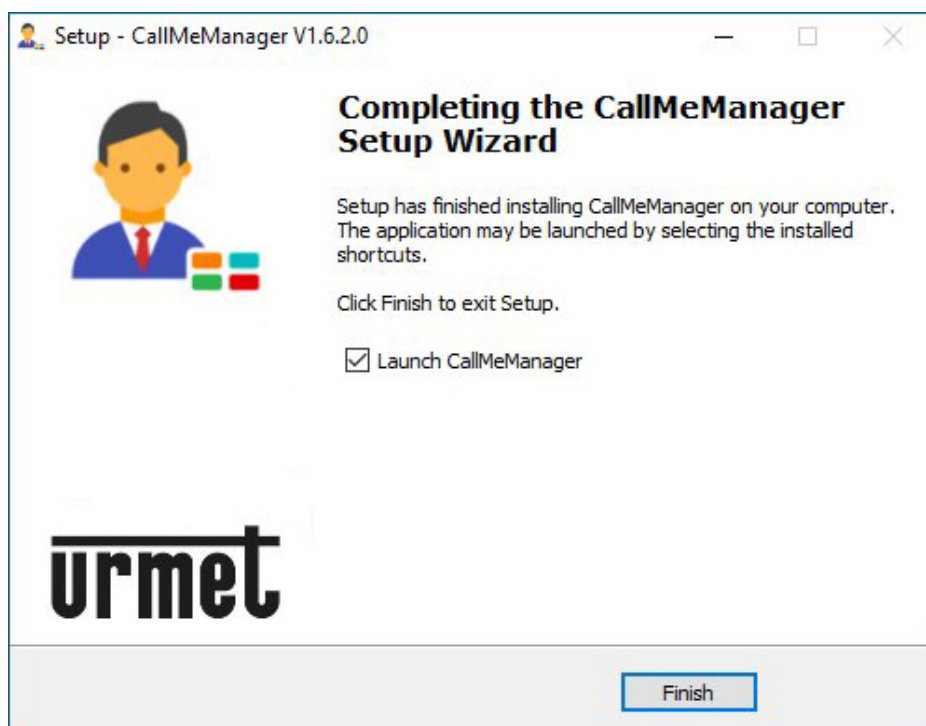 Setup - CallMeManager V1.6.2.0
Completing the CallMeManager
Setup Wizard
Setup has finished installing CallMeManager on your computer.
The application may be launched by selecting the installed
shortcuts.
Click Finish to exit Setup.
Launch CallMeManager
urmet
Finish